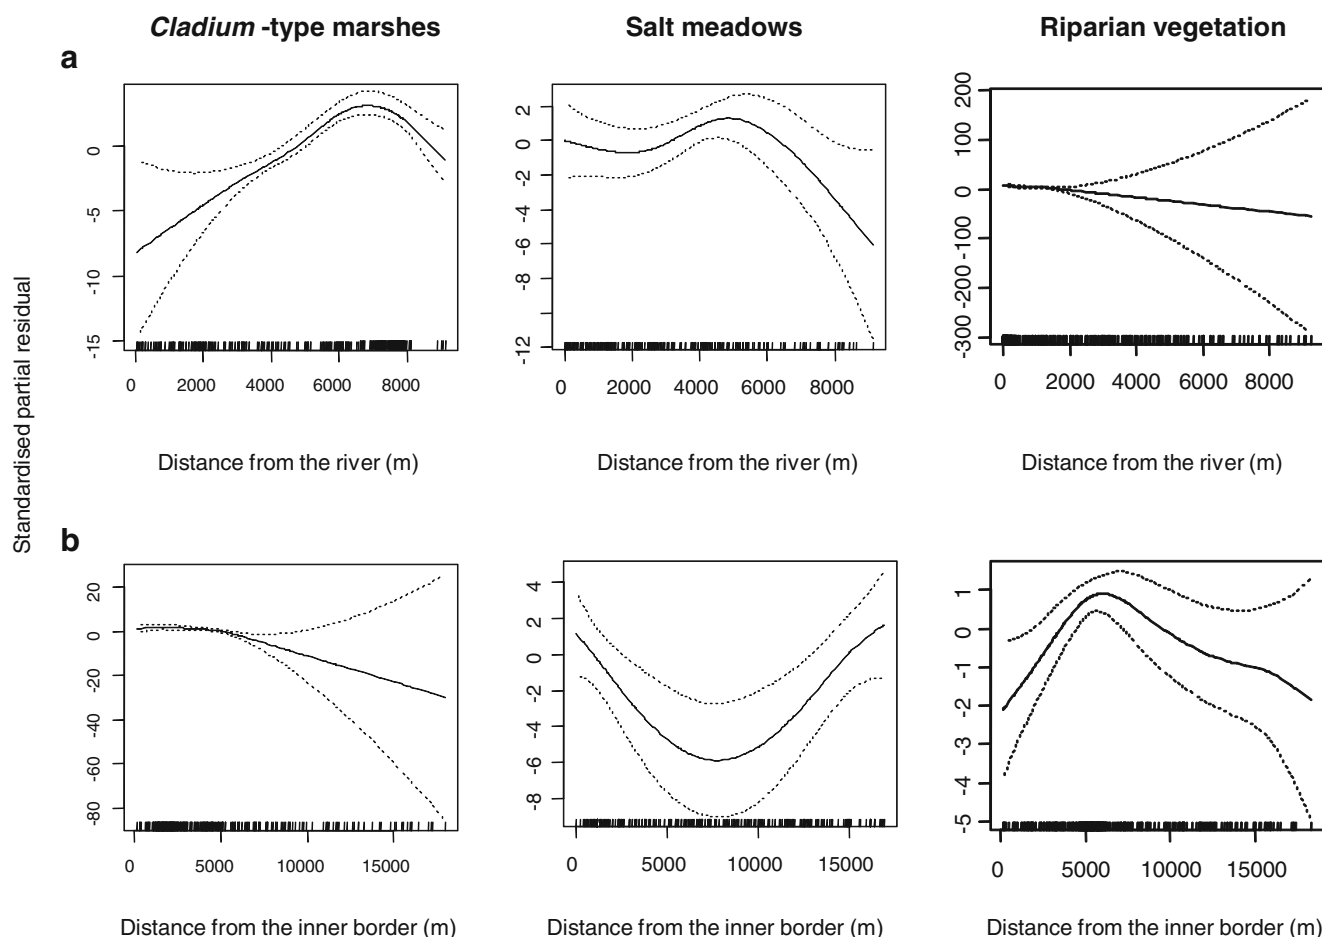 Cladium -type marshes
Salt meadows
Riparian vegetation
a
Standardised partial residual
0
-5
-10
-15
0 2000 4000 6000 8000
Distance from the river (m)
2
0
-2
-4
-6
-8
-12
0 2000 4000 6000 8000
Distance from the river (m)
200
100
0
-100
-200
-300
0 2000 4000 6000 8000
Distance from the river (m)
b
20
0
-20
-40
-60
-80
0 5000 10000 15000
Distance from the inner border (m)
4
2
0
-2
-4
-6
-8
0 5000 10000 15000
Distance from the inner border (m)
1
0
-1
-2
-3
-4
-5
0 5000 10000 15000
Distance from the inner border (m)